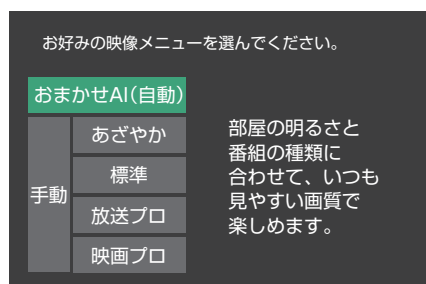 お好みの映像メニューを選んでください。
おまかせAI(自動)
手動
あざやか
標準
放送プロ
映画プロ
部屋の明るさと
番組の種類に
合わせて、いつも
見やすい画質で
楽しめます。